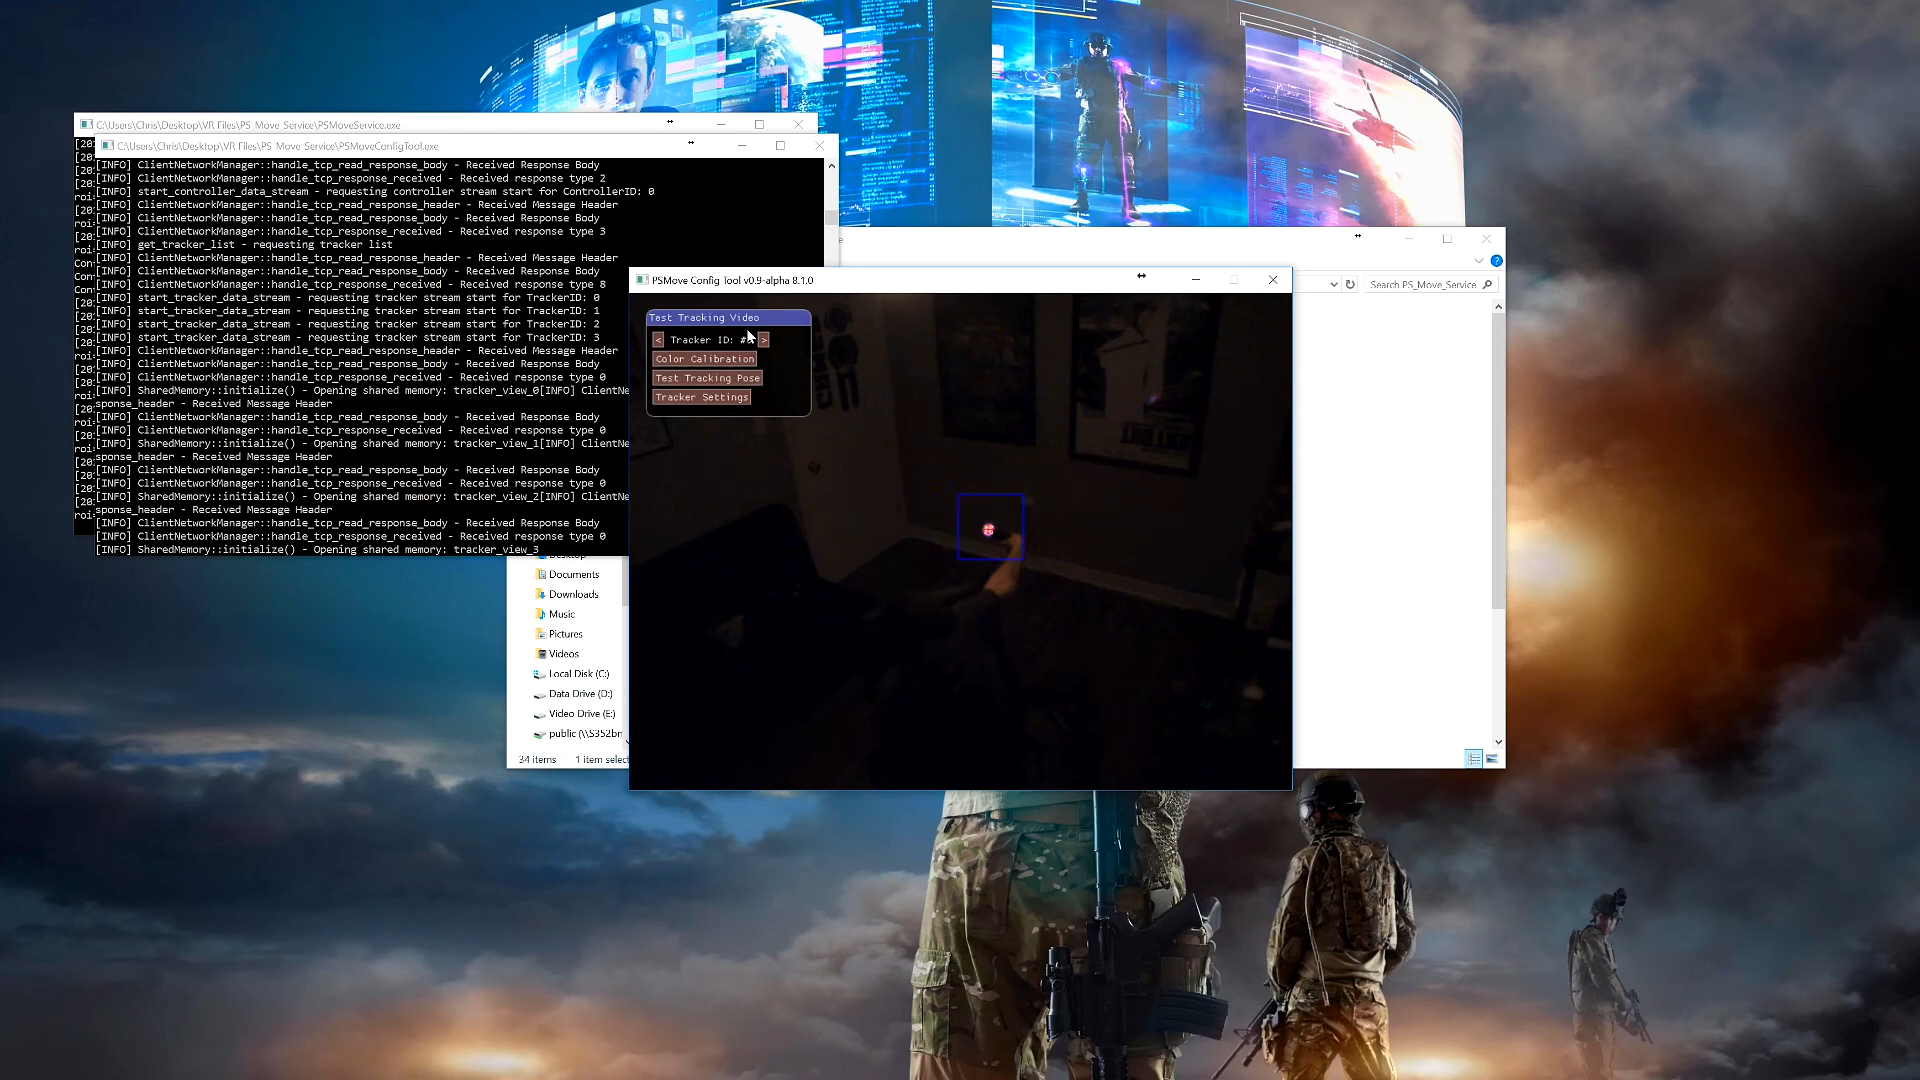 C:\Users\Chris\Desktop\VR Files\PS_Move_Service\PSMoveService.exe
C:\Users\Chris\Desktop\VR Files\PS_Move_Service\PSMoveConfigTool.exe
[INFO] ClientNetworkManager::handle_tcp_read_response_body - Received Response Body
[INFO] ClientNetworkManager::handle_tcp_response_received - Received response type 2
[INFO] start_controller_data_stream - requesting controller stream start for ControllerID: 0
[INFO] ClientNetworkManager::handle_tcp_read_response_header - Received Message Header
[INFO] ClientNetworkManager::handle_tcp_read_response_body - Received Response Body
[INFO] ClientNetworkManager::handle_tcp_response_received - Received response type 3
[INFO] get_tracker_list - requesting tracker list
[INFO] ClientNetworkManager::handle_tcp_read_response_header - Received Message Header
[INFO] ClientNetworkManager::handle_tcp_read_response_body - Received Response Body
[INFO] ClientNetworkManager::handle_tcp_response_received - Received response type 8
[INFO] start_tracker_data_stream - requesting tracker stream start for TrackerID: 0
[INFO] start_tracker_data_stream - requesting tracker stream start for TrackerID: 1
[INFO] start_tracker_data_stream - requesting tracker stream start for TrackerID: 2
[INFO] start_tracker_data_stream - requesting tracker stream start for TrackerID: 3
[INFO] ClientNetworkManager::handle_tcp_read_response_header - Received Message Header
[INFO] ClientNetworkManager::handle_tcp_read_response_body - Received Response Body
[INFO] ClientNetworkManager::handle_tcp_response_received - Received response type 0
[INFO] SharedMemory::initialize() - Opening shared memory: tracker_view_0[INFO] ClientNe
sponse_header - Received Message Header
[INFO] ClientNetworkManager::handle_tcp_read_response_body - Received Response Body
[INFO] ClientNetworkManager::handle_tcp_response_received - Received response type 0
[INFO] SharedMemory::initialize() - Opening shared memory: tracker_view_1[INFO] ClientNe
sponse_header - Received Message Header
[INFO] ClientNetworkManager::handle_tcp_read_response_body - Received Response Body
[INFO] ClientNetworkManager::handle_tcp_response_received - Received response type 0
[INFO] SharedMemory::initialize() - Opening shared memory: tracker_view_2[INFO] ClientNe
sponse_header - Received Message Header
[INFO] ClientNetworkManager::handle_tcp_read_response_body - Received Response Body
[INFO] ClientNetworkManager::handle_tcp_response_received - Received response type 0
[INFO] SharedMemory::initialize() - Opening shared memory: tracker_view_3
PSMove Config Tool v0.9-alpha 8.1.0
Test Tracking Video
< Tracker ID: # >
Color Calibration
Test Tracking Pose
Tracker Settings
Search PS_Move_Service
Desktop
Documents
Downloads
Music
Pictures
Videos
Local Disk (C:)
Data Drive (D:)
Video Drive (E:)
public (\\S352bn
34 items 1 item select